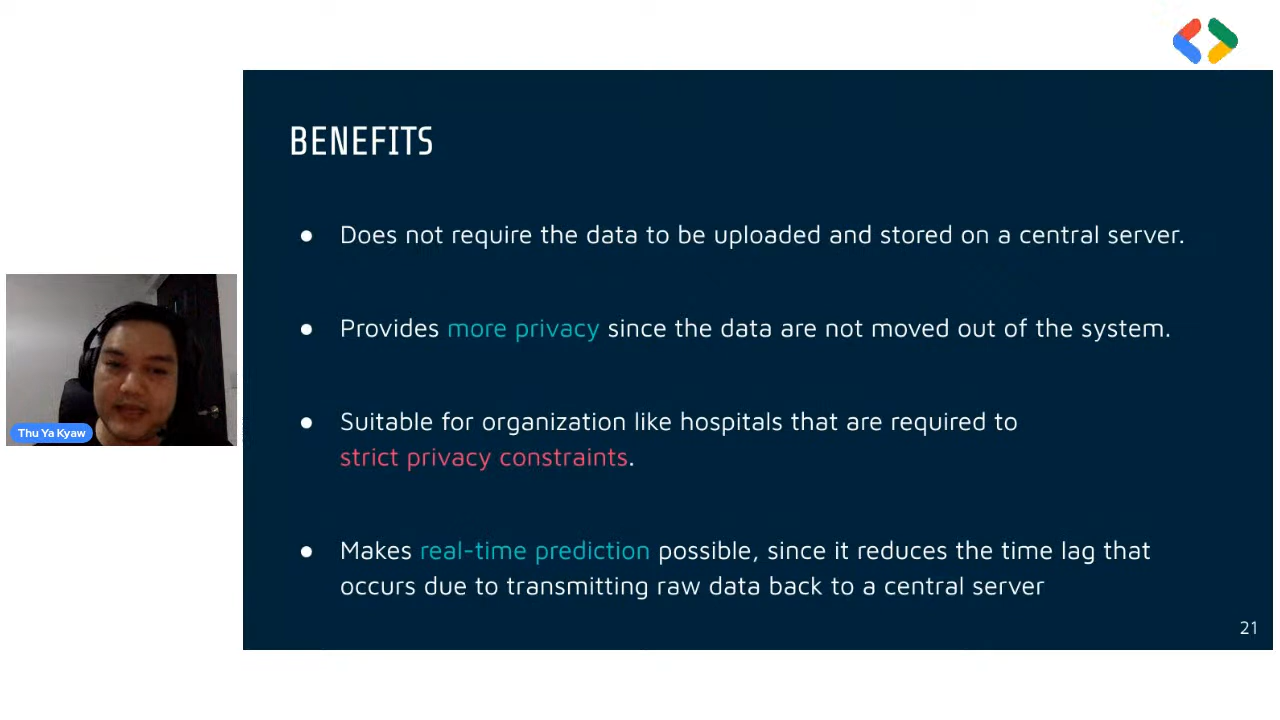 BENEFITS
● Does not require the data to be uploaded and stored on a central server.
● Provides more privacy since the data are not moved out of the system.
● Suitable for organization like hospitals that are required to
strict privacy constraints.
● Makes real-time prediction possible, since it reduces the time lag that
occurs due to transmitting raw data back to a central server
21
Thu Ya Kyaw